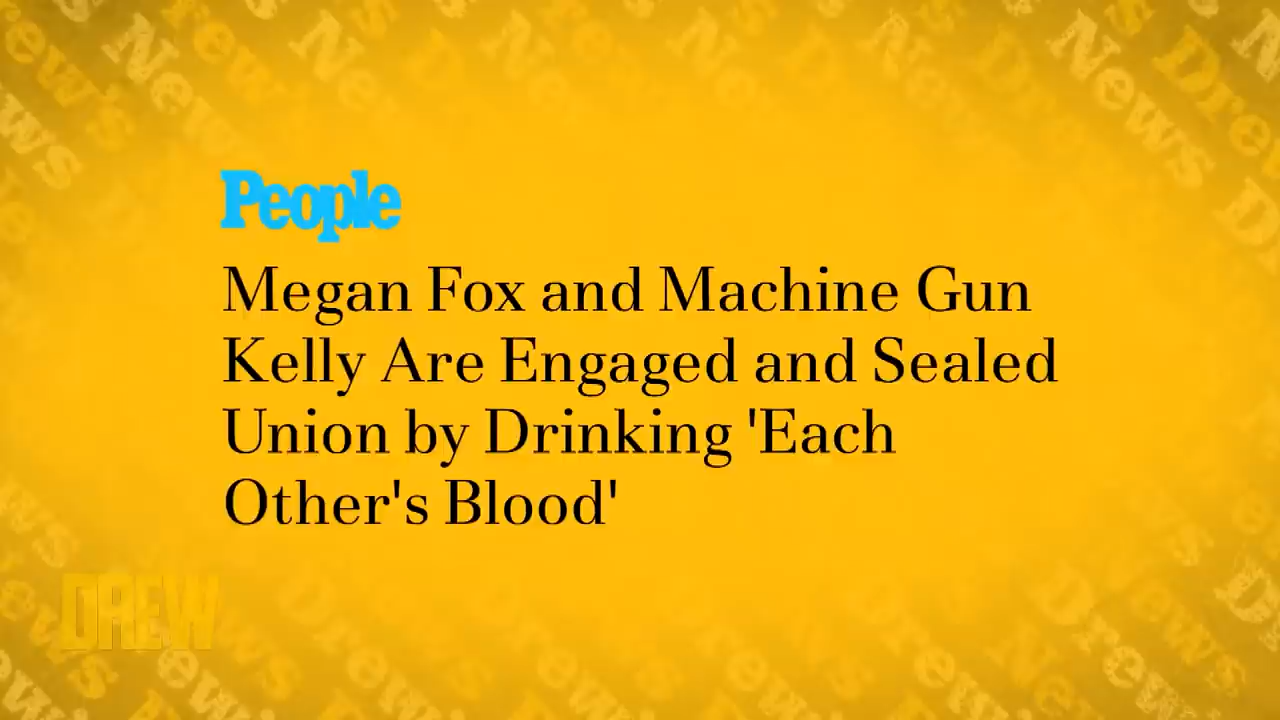 People
Megan Fox and Machine Gun
Kelly Are Engaged and Sealed
Union by Drinking 'Each
Other's Blood'
DREW